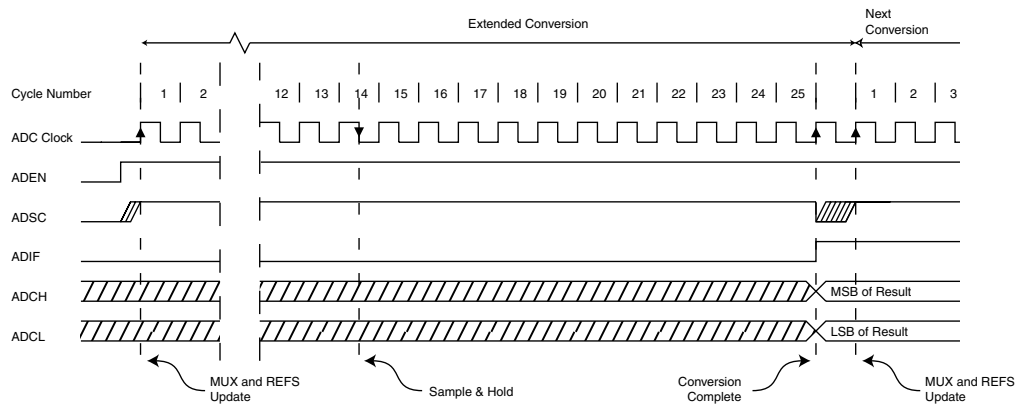 Extended Conversion
Next
Conversion
Cycle Number 1 2 12 13 14 15 16 17 18 19 20 21 22 23 24 25 1 2 3
ADC Clock
ADEN
ADSC
ADIF
ADCH MSB of Result
ADCL LSB of Result
MUX and REFS
Update
Sample & Hold
Conversion
Complete
MUX and REFS
Update